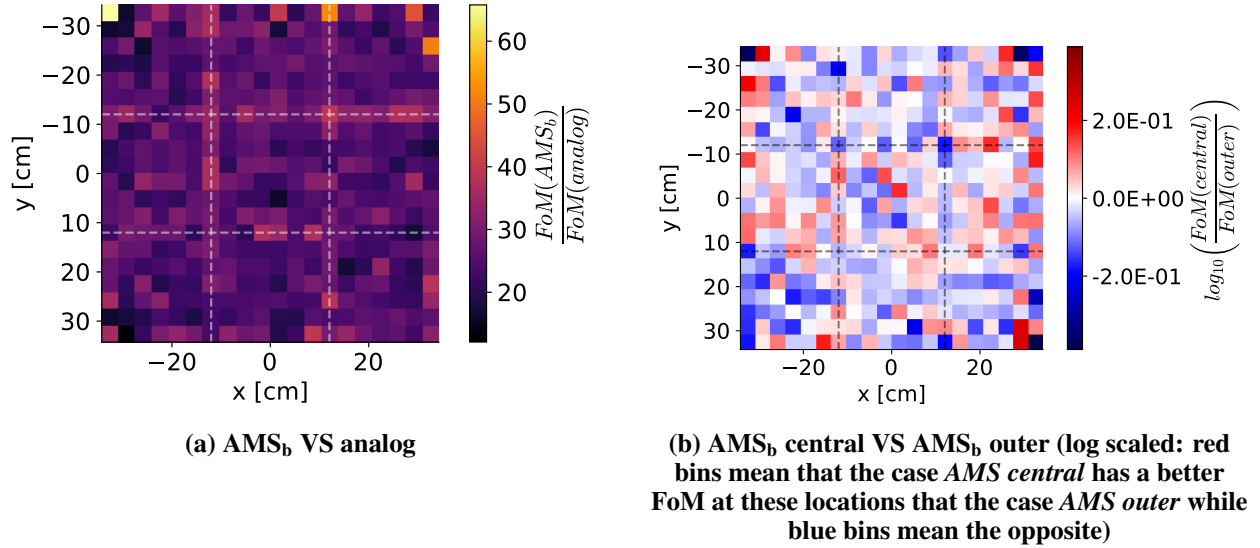 −30
−20
−10
0
10
20
30
y [cm]
−20
0
20
x [cm]
60
50
40
30
20
FoM(AMS_b)
FoM(analog)
(a) AMS_b VS analog
−30
−20
−10
0
10
20
30
y [cm]
−20
0
20
x [cm]
2.0E-01
0.0E+00
-2.0E-01
log_10 ( FoM(central) / FoM(outer) )
(b) AMS_b central VS AMS_b outer (log scaled: red
bins mean that the case AMS central has a better
FoM at these locations that the case AMS outer while
blue bins mean the opposite)